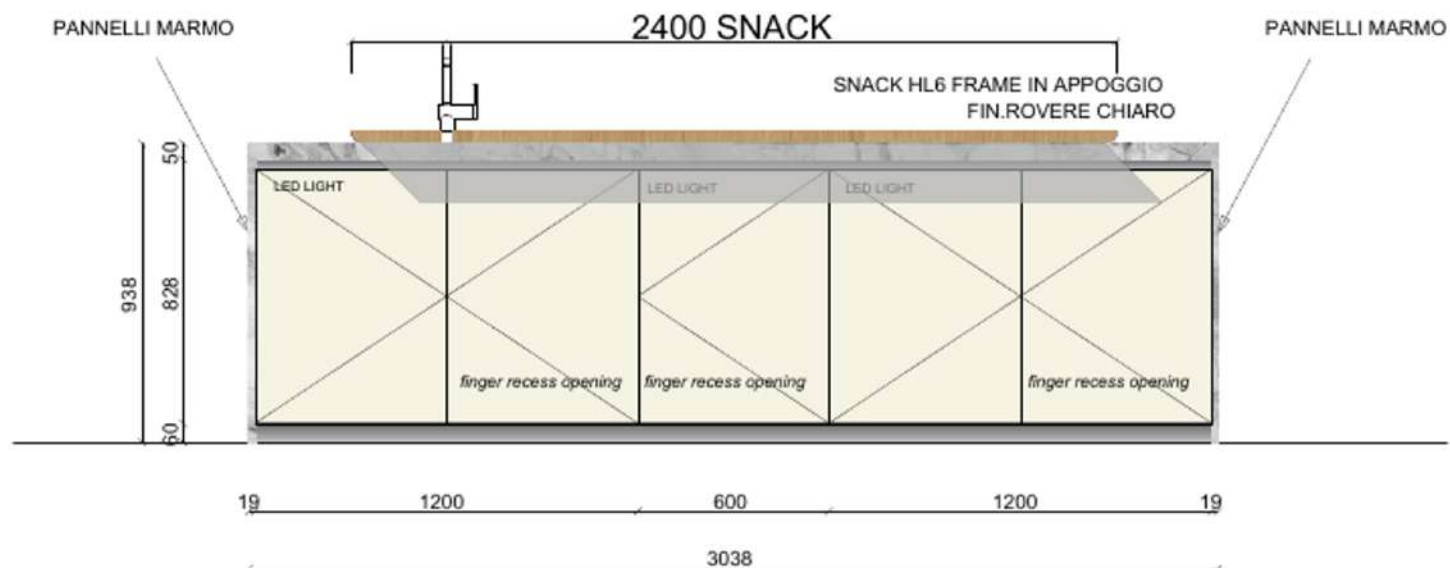 PANNELLI MARMO
2400 SNACK
PANNELLI MARMO
SNACK HL6 FRAME IN APPOGGIO
FIN.ROVERE CHIARO
50
LED LIGHT
LED LIGHT
LED LIGHT
938
828
finger recess opening
finger recess opening
finger recess opening
60
19
1200
600
1200
19
3038